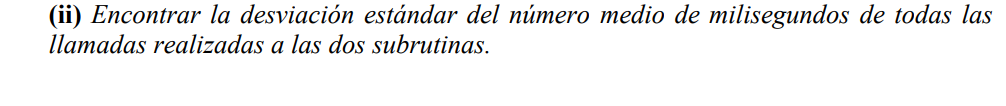 (ii) Encontrar la desviación estándar del número medio de milisegundos de todas las
llamadas realizadas a las dos subrutinas.